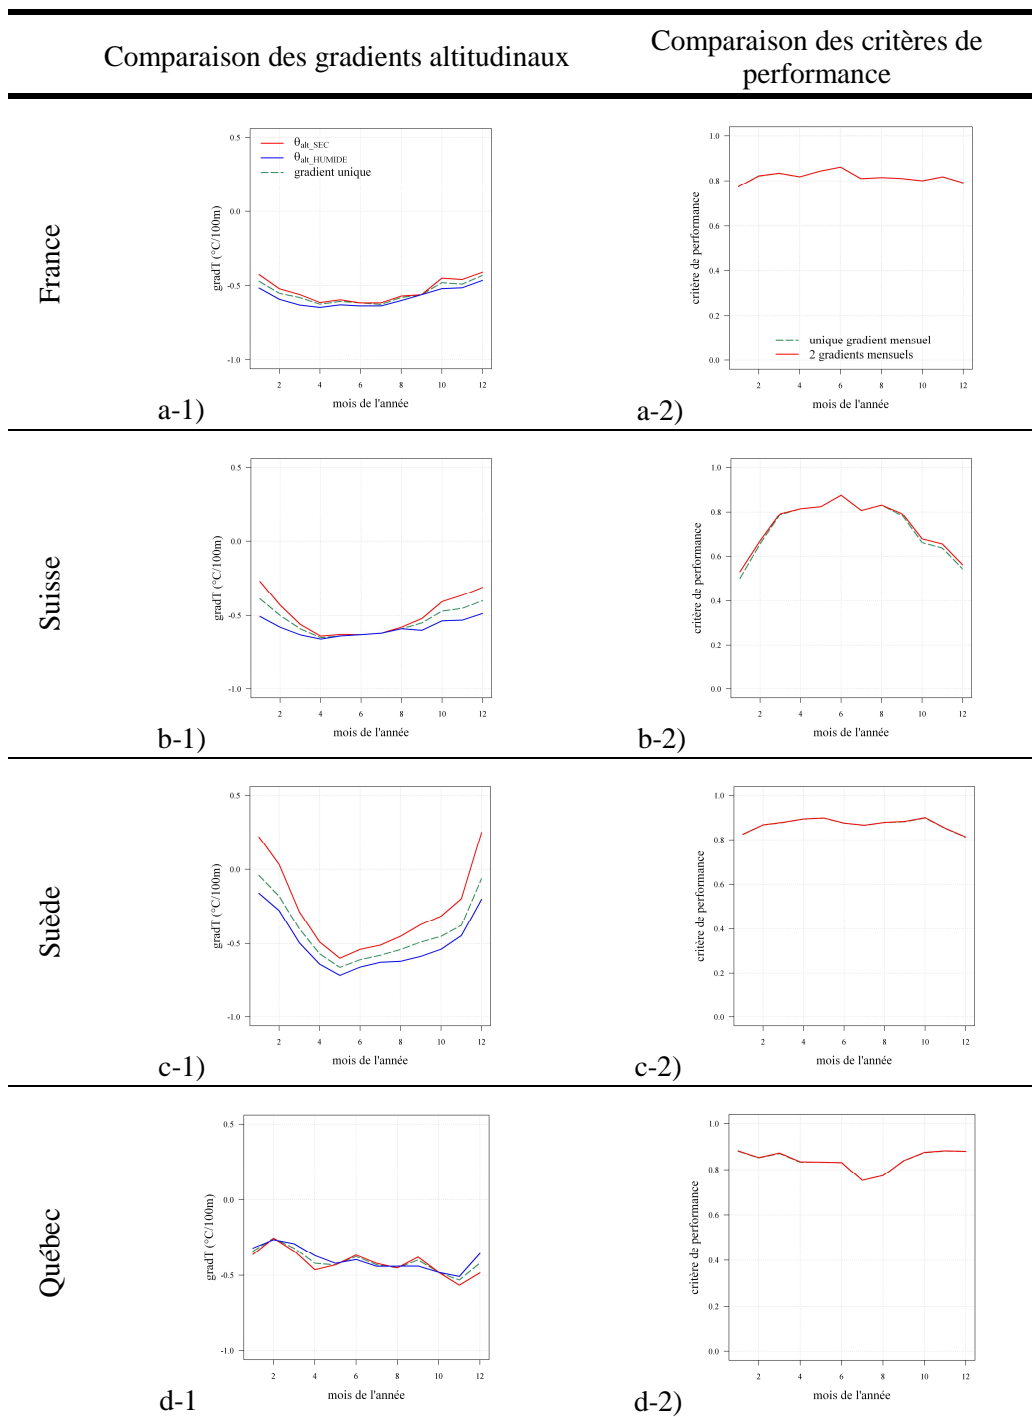 Comparaison des gradients altitudinaux
Comparaison des critères de
performance
France
0.5
0.0
-0.5
-1.0
gradT (°C/100m)
θalt_SEC
θalt_HUMIDE
gradient unique
2 4 6 8 10 12
mois de l'année
a-1)
1.0
0.8
0.6
0.4
0.2
0.0
critère de performance
unique gradient mensuel
2 gradients mensuels
2 4 6 8 10 12
mois de l'année
a-2)
Suisse
0.5
0.0
-0.5
-1.0
gradT (°C/100m)
2 4 6 8 10 12
mois de l'année
b-1)
1.0
0.8
0.6
0.4
0.2
0.0
critère de performance
2 4 6 8 10 12
mois de l'année
b-2)
Suède
0.5
0.0
-0.5
-1.0
gradT (°C/100m)
2 4 6 8 10 12
mois de l'année
c-1)
1.0
0.8
0.6
0.4
0.2
0.0
critère de performance
2 4 6 8 10 12
mois de l'année
c-2)
Québec
0.5
0.0
-0.5
-1.0
gradT (°C/100m)
2 4 6 8 10 12
mois de l'année
d-1
1.0
0.8
0.6
0.4
0.2
0.0
critère de performance
2 4 6 8 10 12
mois de l'année
d-2)